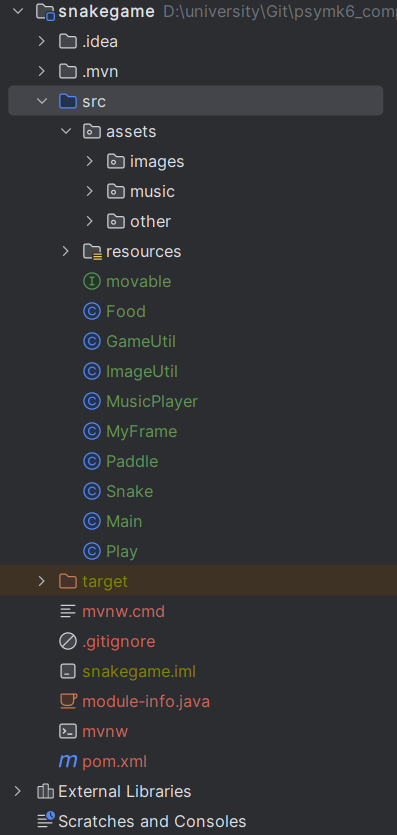 snakegame D:\university\Git\psymk6_comp
.idea
.mvn
src
assets
images
music
other
resources
movable
Food
GameUtil
ImageUtil
MusicPlayer
MyFrame
Paddle
Snake
Main
Play
target
mvnw.cmd
.gitignore
snakegame.iml
module-info.java
mvnw
pom.xml
External Libraries
Scratches and Consoles